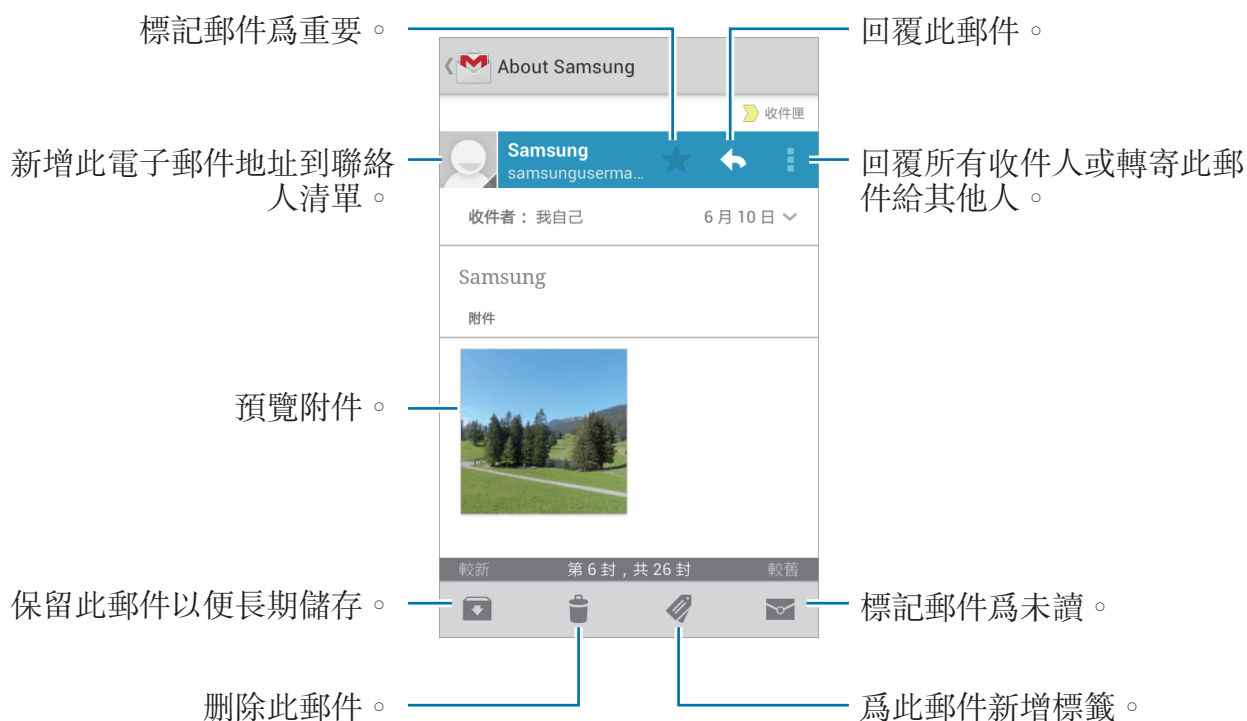 標記郵件爲重要。
回覆此郵件。
About Samsung
收件匣
新增此電子郵件地址到聯絡
人清單。
Samsung
samsunguserma...
回覆所有收件人或轉寄此郵
件給其他人。
收件者：我自己
6 月 10 日
Samsung
附件
預覽附件。
較新
第 6 封，共 26 封
較舊
保留此郵件以便長期儲存。
標記郵件爲未讀。
刪除此郵件。
爲此郵件新增標籤。